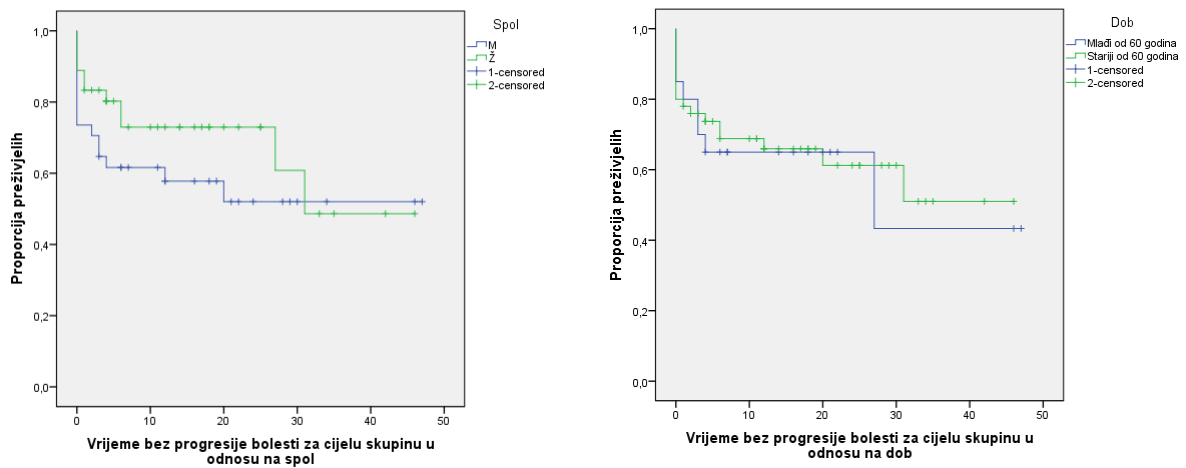 Spol
M
Ž
1-censored
2-censored
1,0
0,8
0,6
0,4
0,2
0,0
Proporcija preživjelih
0 10 20 30 40 50
Vrijeme bez progresije bolesti za cijelu skupinu u
odnosu na spol
Dob
Mlađi od 60 godina
Stariji od 60 godina
1-censored
2-censored
1,0
0,8
0,6
0,4
0,2
0,0
Proporcija preživjelih
0 10 20 30 40 50
Vrijeme bez progresije bolesti za cijelu skupinu u
odnosu na dob